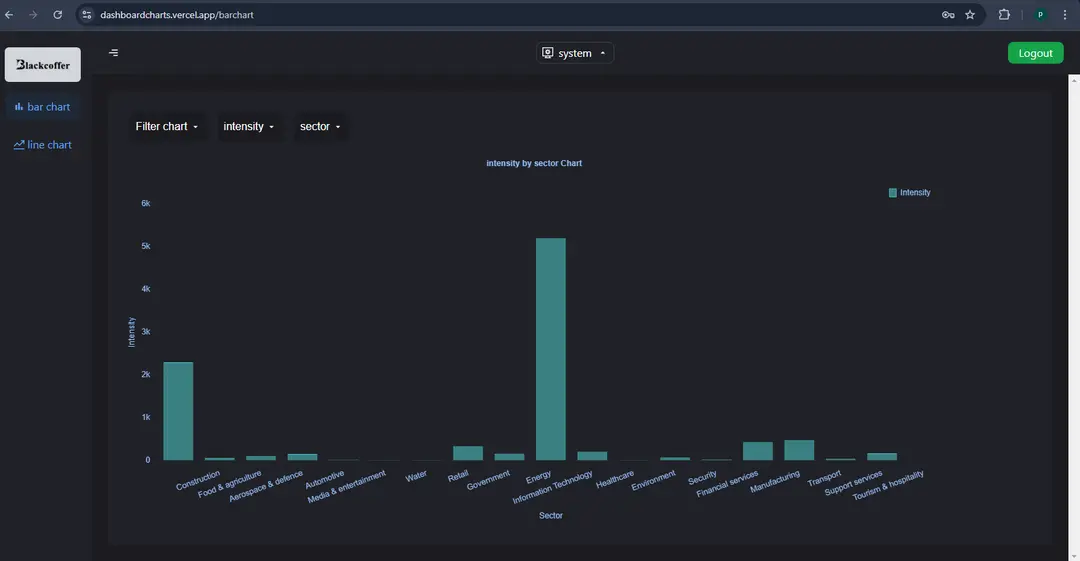 dashboardcharts.vercel.app/barchart
P
Blackcoffer
system
Logout
bar chart
line chart
Filter chart
intensity
sector
intensity by sector Chart
Intensity
6k
5k
4k
3k
2k
1k
0
Intensity
Construction
Food & agriculture
Aerospace & defence
Automotive
Media & entertainment
Water
Retail
Government
Energy
Information Technology
Healthcare
Environment
Security
Financial services
Manufacturing
Transport
Support services
Tourism & hospitality
Sector